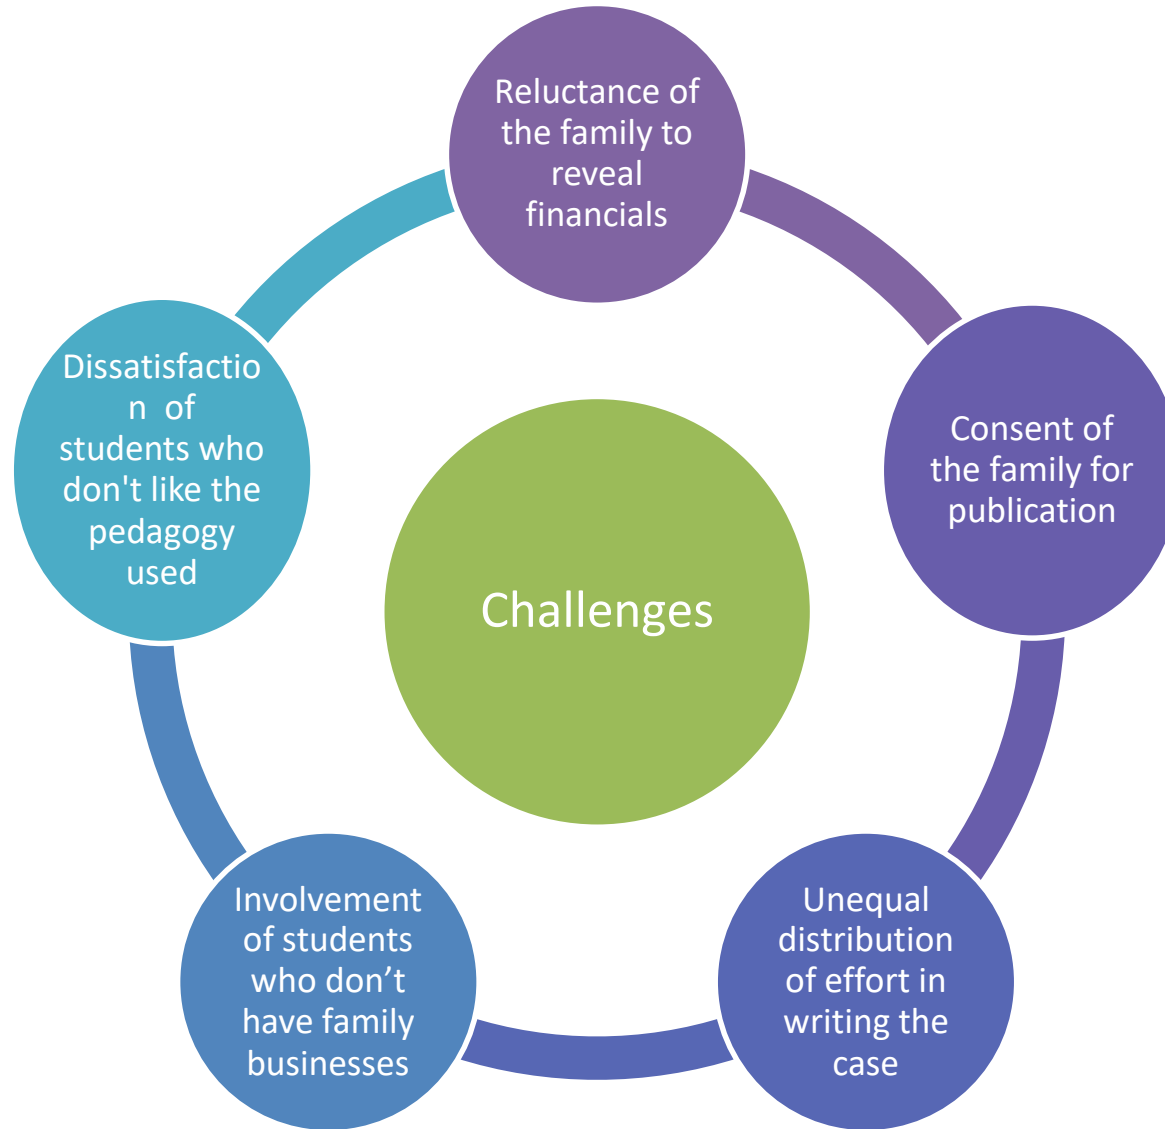 Reluctance of
the family to
reveal
financials
Consent of
the family for
publication
Unequal
distribution
of effort in
writing the
case
Involvement
of students
who don’t
have family
businesses
Dissatisfactio
n  of
students who
don't like the
pedagogy
used
Challenges